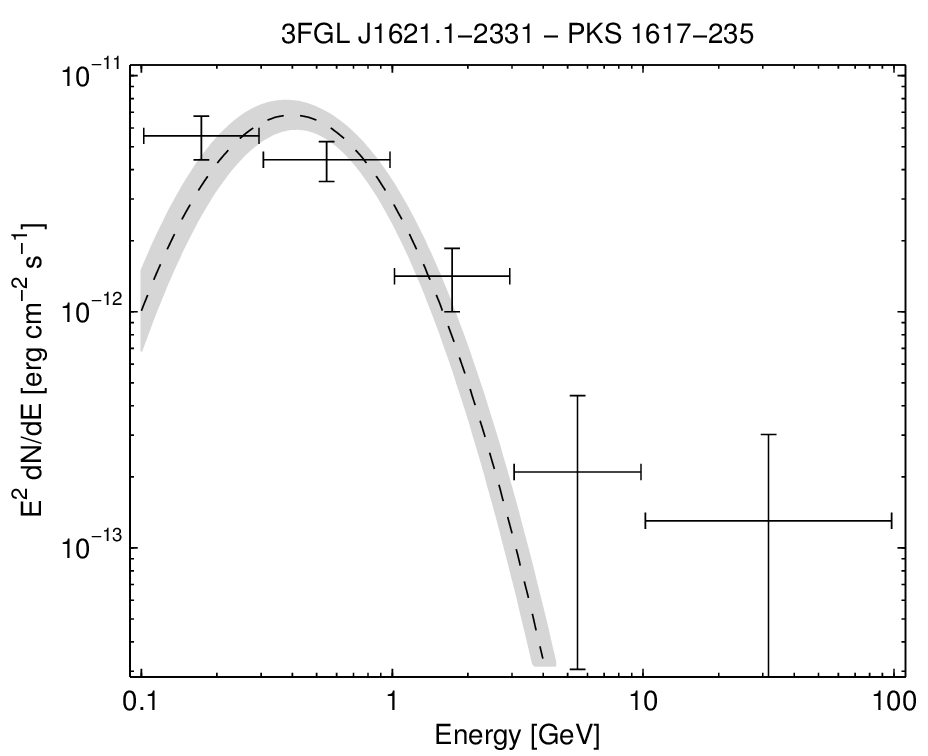 3FGL J1621.1−2331 − PKS 1617−235
10⁻¹¹
10⁻¹²
10⁻¹³
E² dN/dE [erg cm⁻² s⁻¹]
0.1 1 10 100
Energy [GeV]